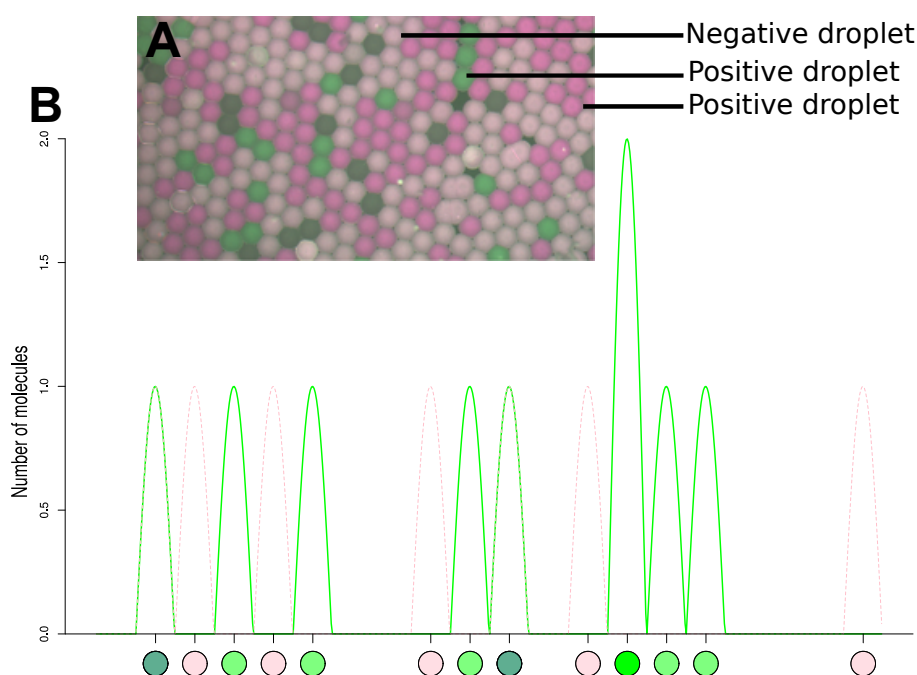 A
Negative droplet
Positive droplet
Positive droplet
B
2.0
1.5
1.0
0.5
0.0
Number of molecules